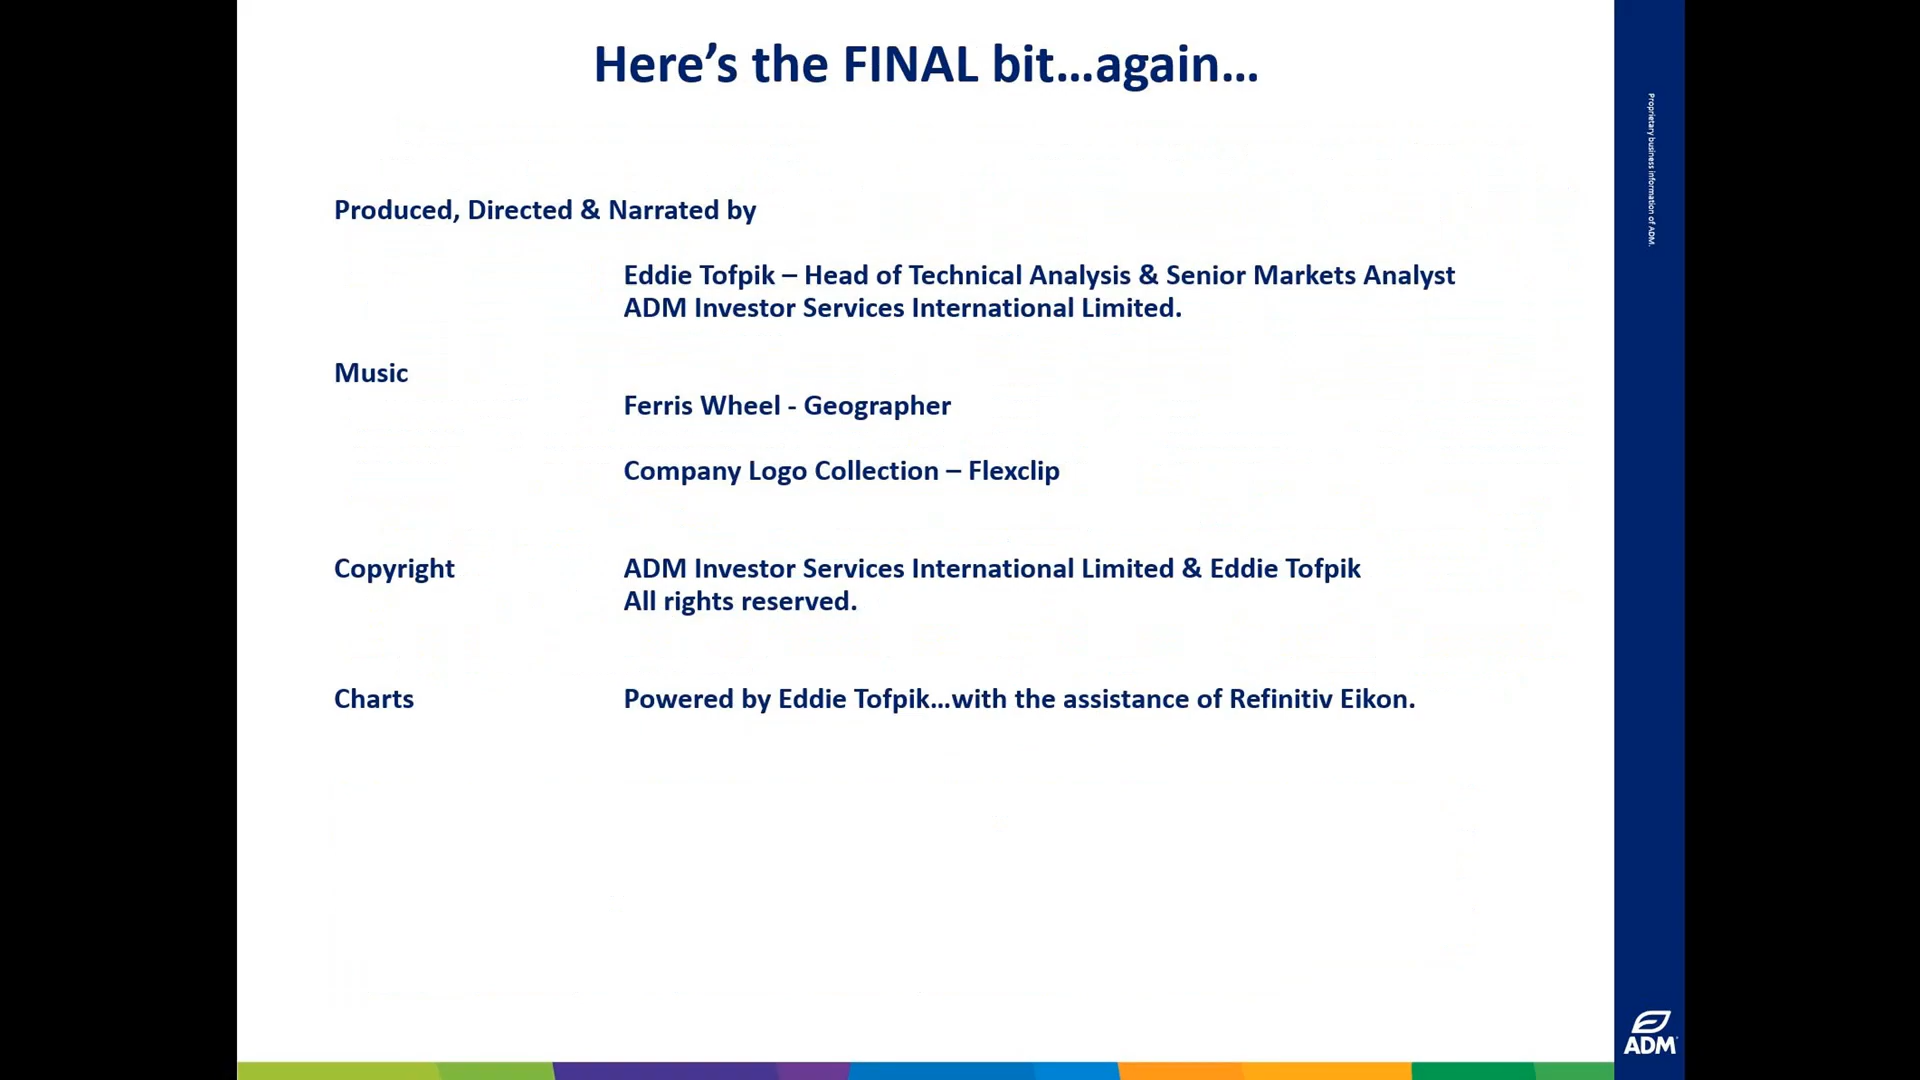 Here’s the FINAL bit…again…
Proprietary business information of ADM.
Produced, Directed & Narrated by
Eddie Tofpik – Head of Technical Analysis & Senior Markets Analyst
ADM Investor Services International Limited.
Music
Ferris Wheel - Geographer
Company Logo Collection – Flexclip
Copyright ADM Investor Services International Limited & Eddie Tofpik
All rights reserved.
Charts Powered by Eddie Tofpik…with the assistance of Refinitiv Eikon.
ADM